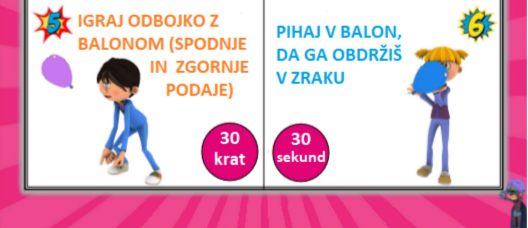 5
IGRAJ ODBOJKO Z
BALONOM (SPODNJE
IN ZGORNJE
PODAJE)
30
krat
6
PIHAJ V BALON,
DA GA OBDRŽIŠ
V ZRAKU
30
sekund